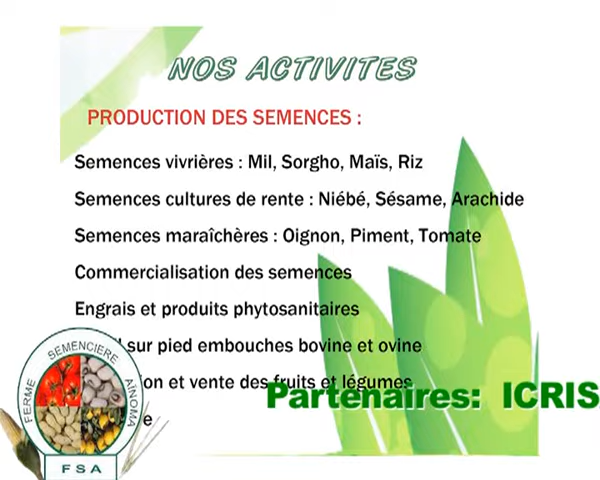 NOS ACTIVITES
PRODUCTION DES SEMENCES :
Semences vivrières : Mil, Sorgho, Maïs, Riz
Semences cultures de rente : Niébé, Sésame, Arachide
Semences maraîchères : Oignon, Piment, Tomate
Commercialisation des semences
Engrais et produits phytosanitaires
sur pied embouches bovine et ovine
et vente des fruits et légumes
Partenaires: ICRIS
FERME SEMENCIERE AÏNOMA
FSA